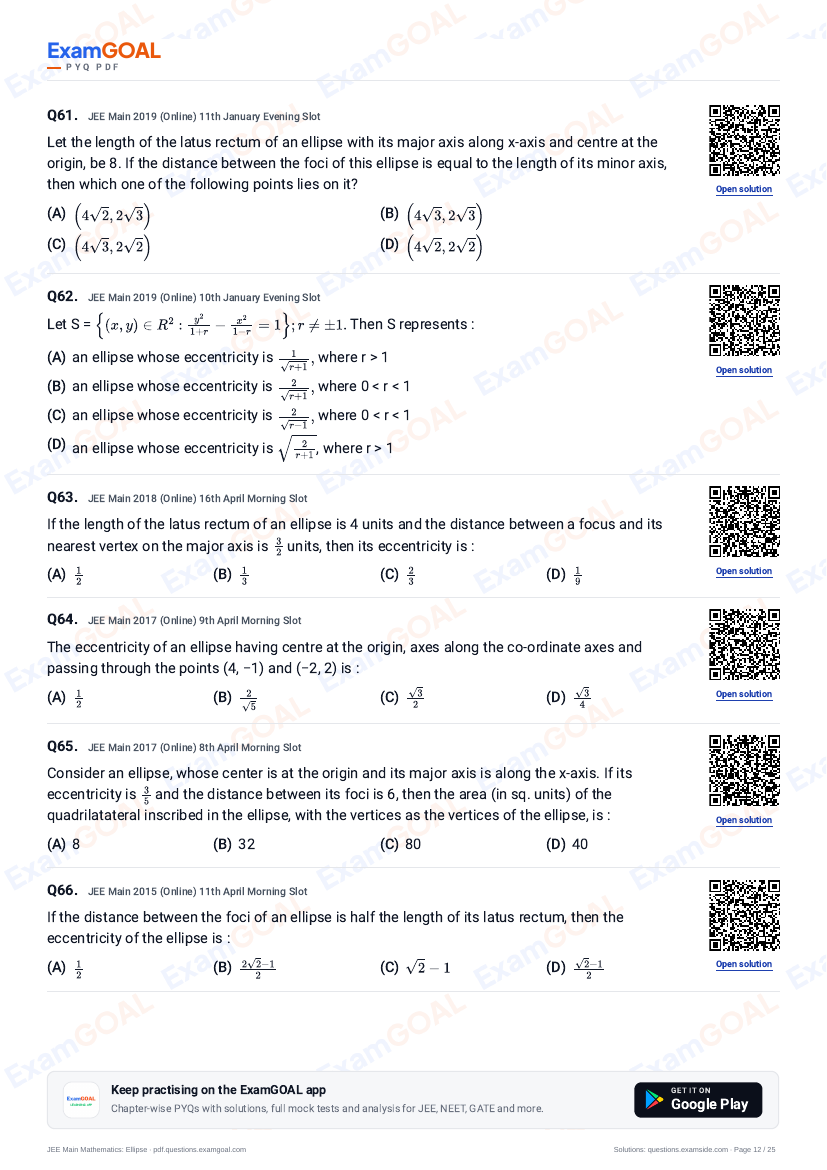 ExamGOAL
PYQ PDF
Q61. JEE Main 2019 (Online) 11th January Evening Slot
Let the length of the latus rectum of an ellipse with its major axis along x-axis and centre at the
origin, be 8. If the distance between the foci of this ellipse is equal to the length of its minor axis,
then which one of the following points lies on it?
(A) (4√2, 2√3) (B) (4√3, 2√3)
(C) (4√3, 2√2) (D) (4√2, 2√2)
Open solution
Q62. JEE Main 2019 (Online) 10th January Evening Slot
Let S = {(x, y) ∈ R² : y²/(1+r) − x²/(1−r) = 1}; r ≠ ±1. Then S represents :
(A) an ellipse whose eccentricity is 1/√(r+1), where r > 1
(B) an ellipse whose eccentricity is 2/√(r+1), where 0 < r < 1
(C) an ellipse whose eccentricity is 2/√(r−1), where 0 < r < 1
(D) an ellipse whose eccentricity is √(2/(r+1)), where r > 1
Open solution
Q63. JEE Main 2018 (Online) 16th April Morning Slot
If the length of the latus rectum of an ellipse is 4 units and the distance between a focus and its
nearest vertex on the major axis is 3/2 units, then its eccentricity is :
(A) 1/2 (B) 1/3 (C) 2/3 (D) 1/9
Open solution
Q64. JEE Main 2017 (Online) 9th April Morning Slot
The eccentricity of an ellipse having centre at the origin, axes along the co-ordinate axes and
passing through the points (4, −1) and (−2, 2) is :
(A) 1/2 (B) 2/√5 (C) √3/2 (D) √3/4
Open solution
Q65. JEE Main 2017 (Online) 8th April Morning Slot
Consider an ellipse, whose center is at the origin and its major axis is along the x-axis. If its
eccentricity is 3/5 and the distance between its foci is 6, then the area (in sq. units) of the
quadrilatateral inscribed in the ellipse, with the vertices as the vertices of the ellipse, is :
(A) 8 (B) 32 (C) 80 (D) 40
Open solution
Q66. JEE Main 2015 (Online) 11th April Morning Slot
If the distance between the foci of an ellipse is half the length of its latus rectum, then the
eccentricity of the ellipse is :
(A) 1/2 (B) (2√2−1)/2 (C) √2 − 1 (D) (√2−1)/2
Open solution
Keep practising on the ExamGOAL app
Chapter-wise PYQs with solutions, full mock tests and analysis for JEE, NEET, GATE and more.
GET IT ON
Google Play
JEE Main Mathematics: Ellipse · pdf.questions.examgoal.com
Solutions: questions.examside.com · Page 12 / 25